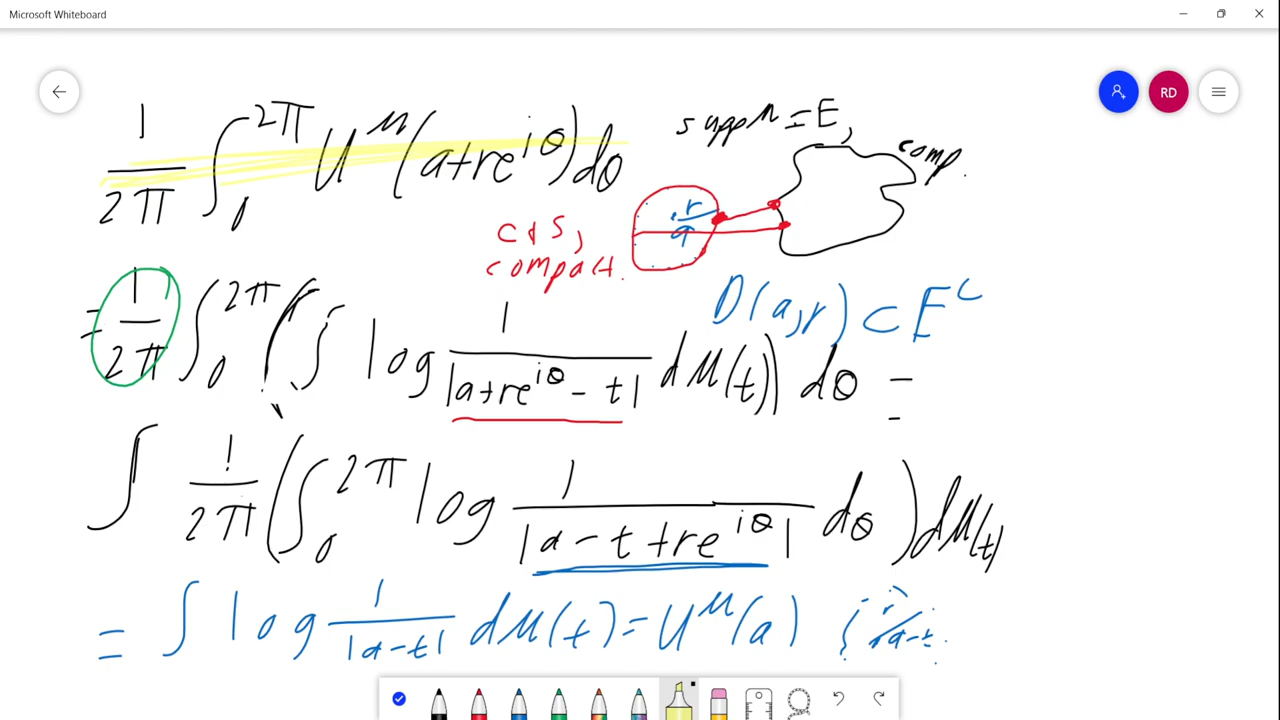 Microsoft Whiteboard
RD
1/2π ∫₀^2π U^μ(a+re^iθ)dθ
supp μ = E, comp.
cts, compact.
r
a
D(a,r) ⊂ E^c
= 1/2π ∫₀^2π (∫ log 1/|a+re^iθ - t| dμ(t)) dθ =
∫ 1/2π (∫₀^2π log 1/|a-t+re^iθ| dθ) dμ(t)
= ∫ log 1/|a-t| dμ(t) = U^μ(a)